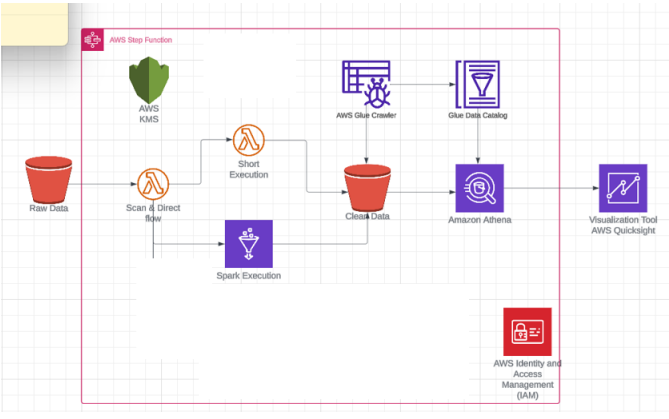 AWS Step Function
AWS
KMS
AWS Glue Crawler
Glue Data Catalog
Short
Execution
Raw Data
Scan & Direct
flow
Clean Data
Amazon Athena
Visualization Tool
AWS Quicksight
Spark Execution
AWS Identity and
Access
Management
(IAM)